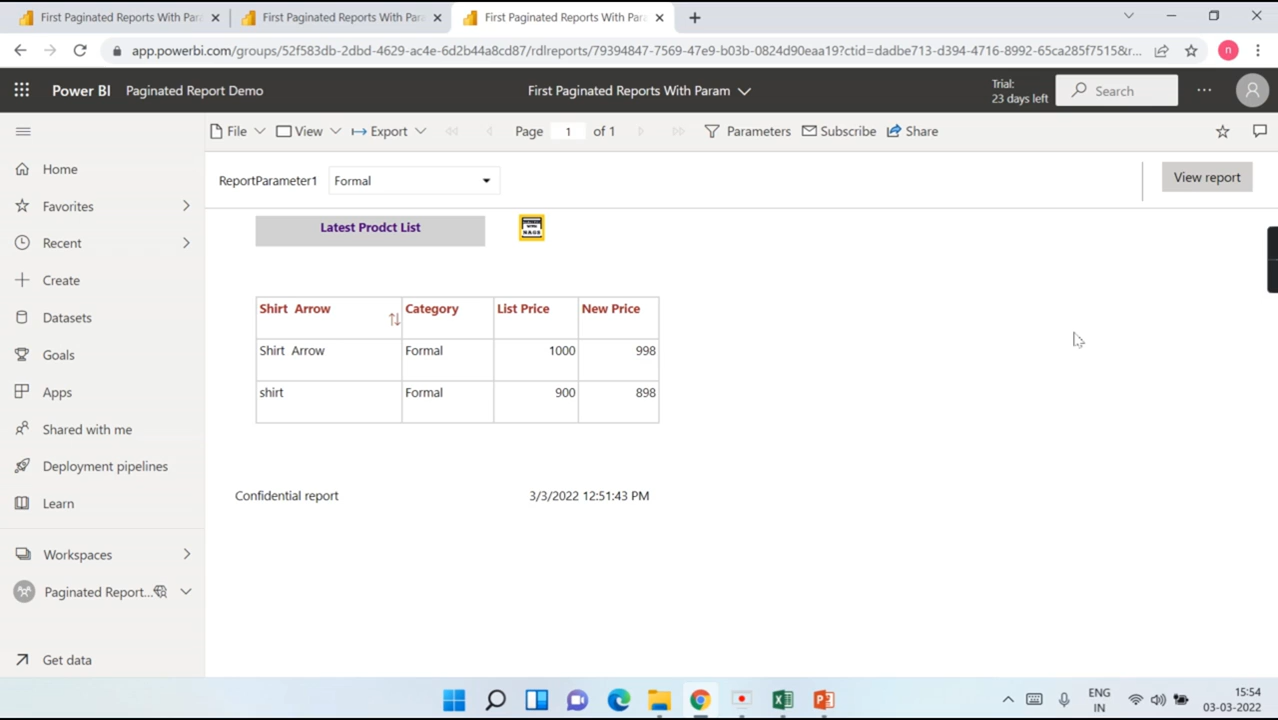 First Paginated Reports With Par
First Paginated Reports With Par
First Paginated Reports With Par
app.powerbi.com/groups/52f583db-2dbd-4629-ac4e-6d2b44a8cd87/rdlreports/79394847-7569-47e9-b03b-0824d90eaa19?ctid=dadbe713-d394-4716-8992-65ca285f7515&r...
n
Power BI Paginated Report Demo
First Paginated Reports With Param
Trial:
23 days left
Search
File View Export Page 1 of 1 Parameters Subscribe Share
Home
Favorites
Recent
Create
Datasets
Goals
Apps
Shared with me
Deployment pipelines
Learn
Workspaces
Paginated Report...
Get data
ReportParameter1 Formal View report
Latest Prodct List
Shirt Arrow Category List Price New Price
Shirt Arrow Formal 1000 998
shirt Formal 900 898
Confidential report 3/3/2022 12:51:43 PM
ENG
IN
15:54
03-03-2022